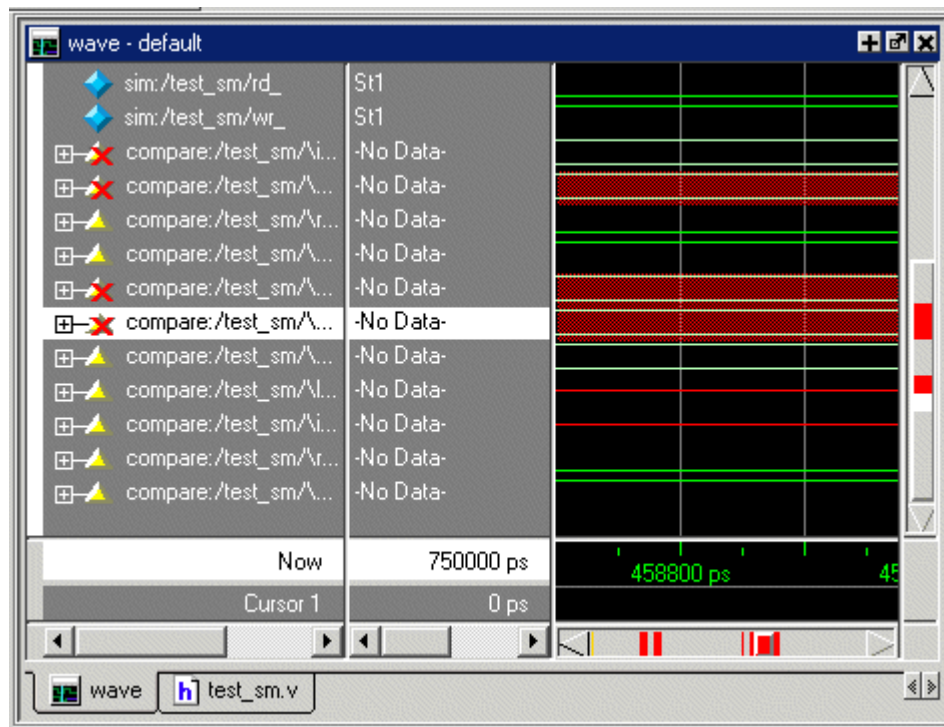 wave - default
sim:/test_sm/rd_ St1
sim:/test_sm/wr_ St1
compare:/test_sm/\i... -No Data-
compare:/test_sm/\... -No Data-
compare:/test_sm/\r... -No Data-
compare:/test_sm/\... -No Data-
compare:/test_sm/\... -No Data-
compare:/test_sm/\... -No Data-
compare:/test_sm/\... -No Data-
compare:/test_sm/\l... -No Data-
compare:/test_sm/\i... -No Data-
compare:/test_sm/\r... -No Data-
compare:/test_sm/\... -No Data-
Now 750000 ps 458800 ps 45
Cursor 1 0 ps
wave h test_sm.v